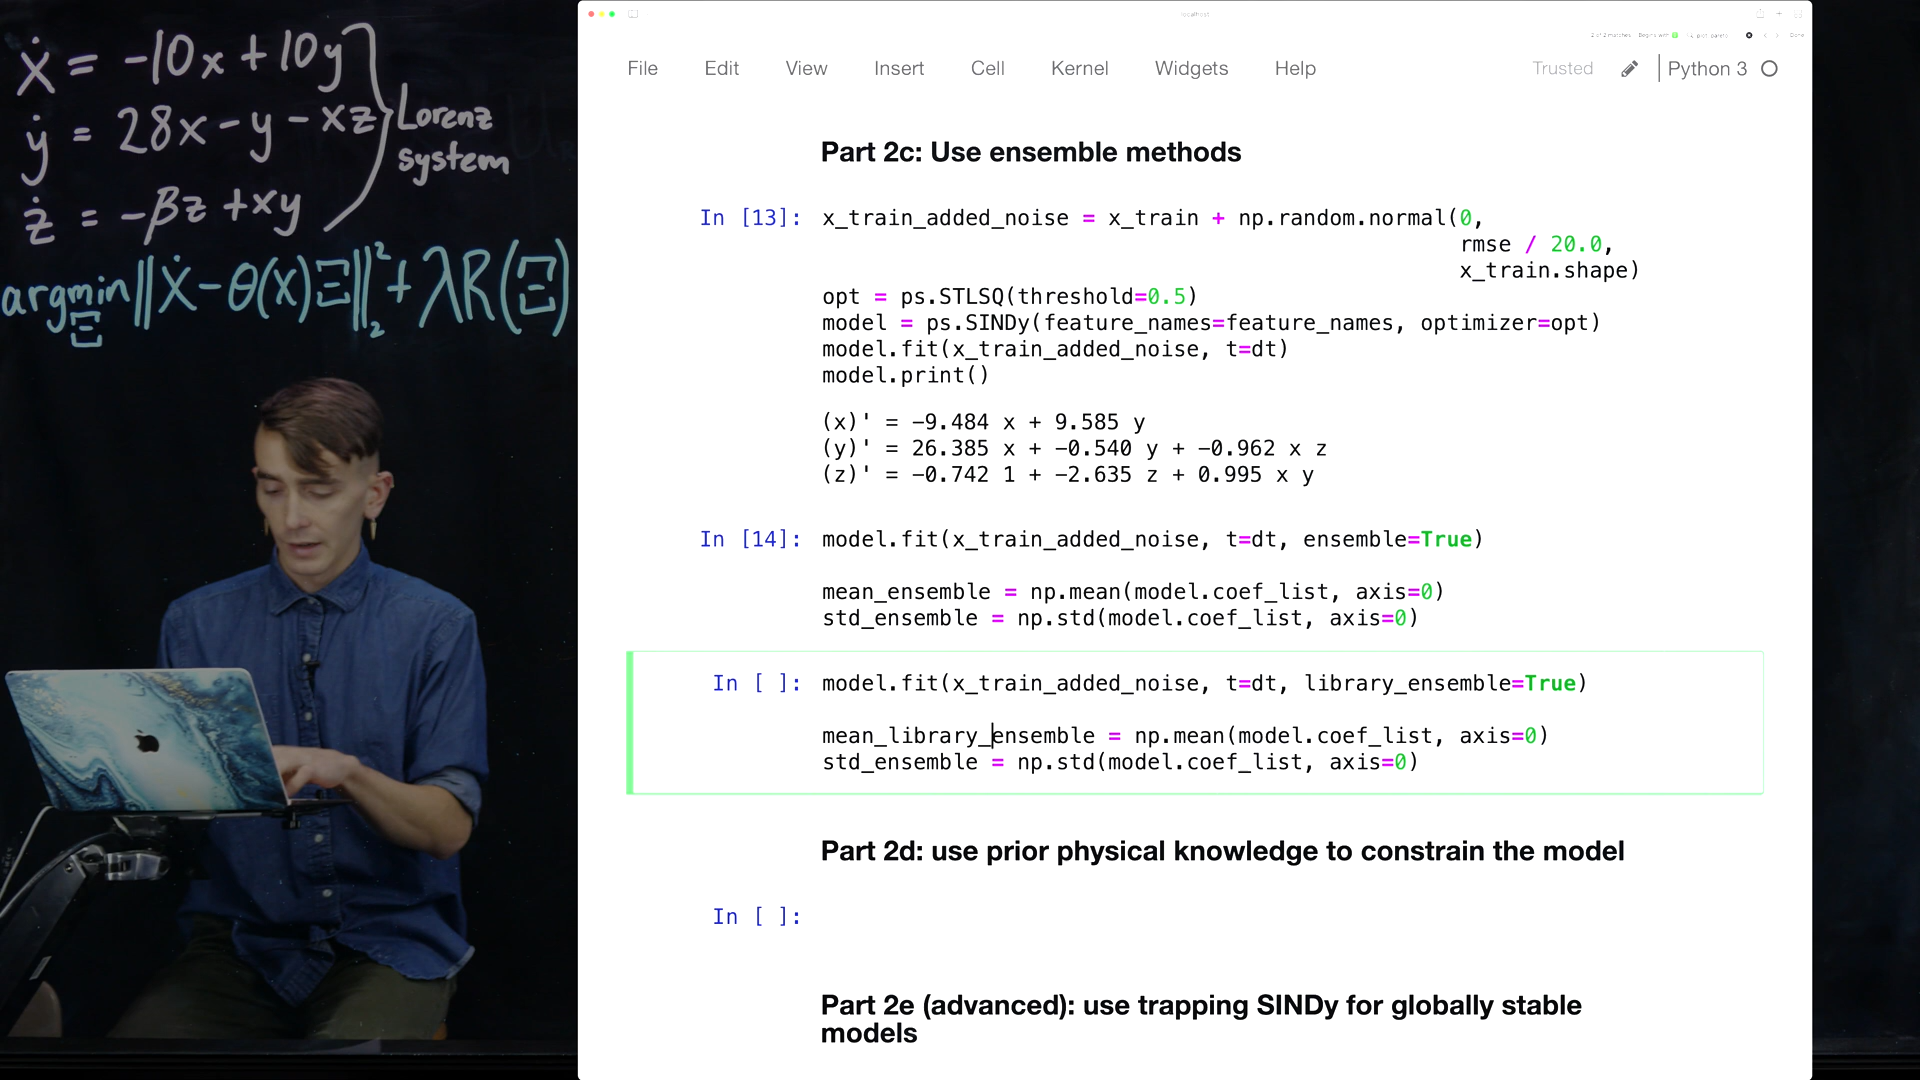 ẋ = -10x + 10y
ẏ = 28x - y - xz
ż = -βz + xy
Lorenz
system
argmin ‖Ẋ - Θ(X)Ξ‖₂² + λR(Ξ)
Ξ
localhost
Begins with
Done
File Edit View Insert Cell Kernel Widgets Help Trusted Python 3
Part 2c: Use ensemble methods
In [13]: x_train_added_noise = x_train + np.random.normal(0,
rmse / 20.0,
x_train.shape)
opt = ps.STLSQ(threshold=0.5)
model = ps.SINDy(feature_names=feature_names, optimizer=opt)
model.fit(x_train_added_noise, t=dt)
model.print()
(x)' = -9.484 x + 9.585 y
(y)' = 26.385 x + -0.540 y + -0.962 x z
(z)' = -0.742 1 + -2.635 z + 0.995 x y
In [14]: model.fit(x_train_added_noise, t=dt, ensemble=True)
mean_ensemble = np.mean(model.coef_list, axis=0)
std_ensemble = np.std(model.coef_list, axis=0)
In [ ]: model.fit(x_train_added_noise, t=dt, library_ensemble=True)
mean_library_ensemble = np.mean(model.coef_list, axis=0)
std_ensemble = np.std(model.coef_list, axis=0)
Part 2d: use prior physical knowledge to constrain the model
In [ ]:
Part 2e (advanced): use trapping SINDy for globally stable
models